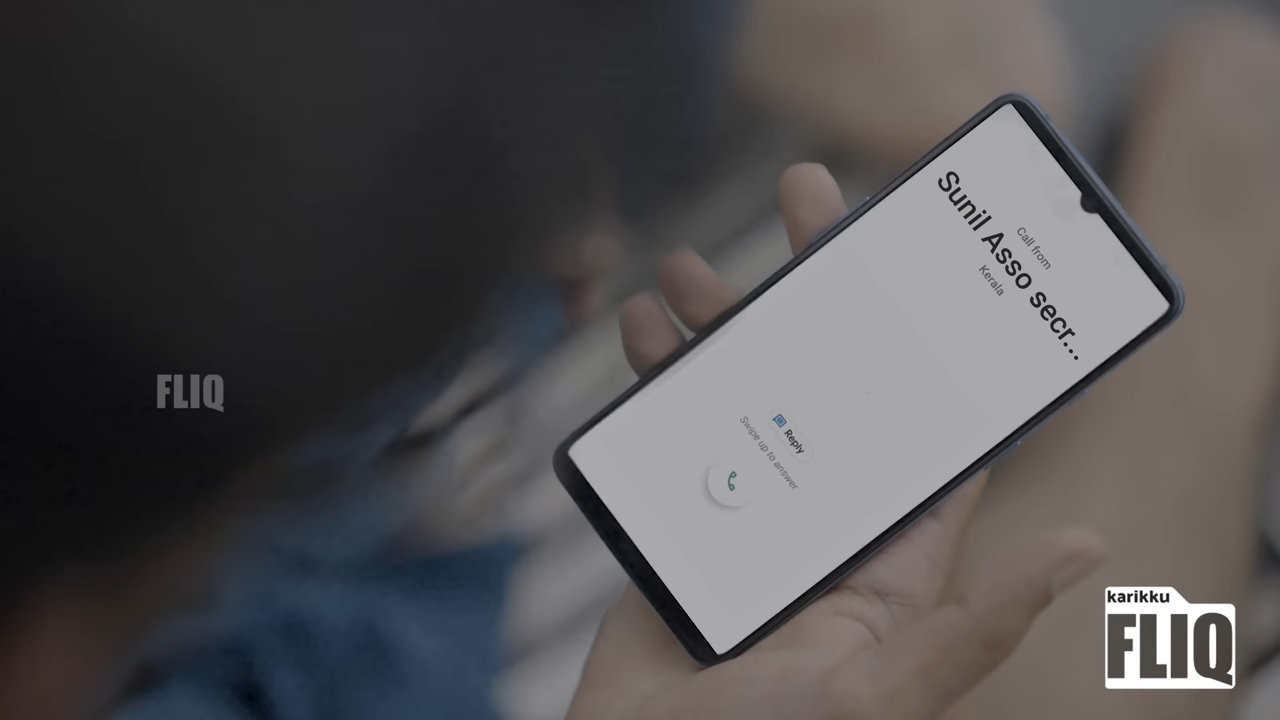 Call from
Sunil Asso secr...
Kerala
Reply
Swipe up to answer
FLIQ
karikku
FLIQ